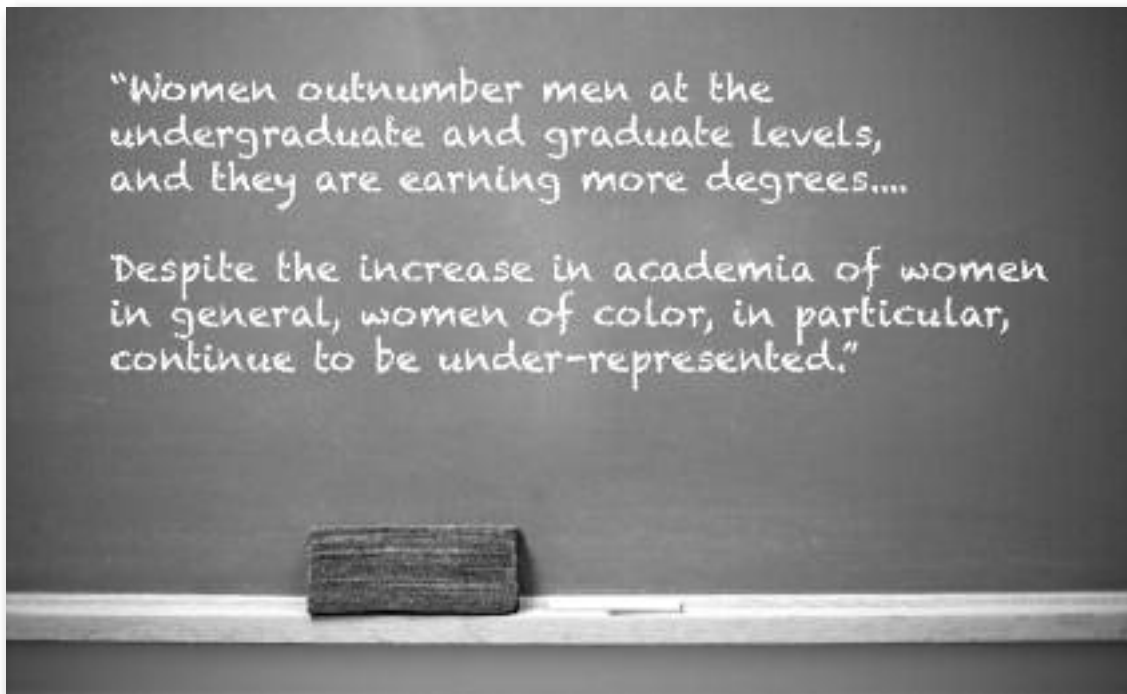 “Women outnumber men at the
undergraduate and graduate levels,
and they are earning more degrees....
Despite the increase in academia of women
in general, women of color, in particular,
continue to be under-represented.”